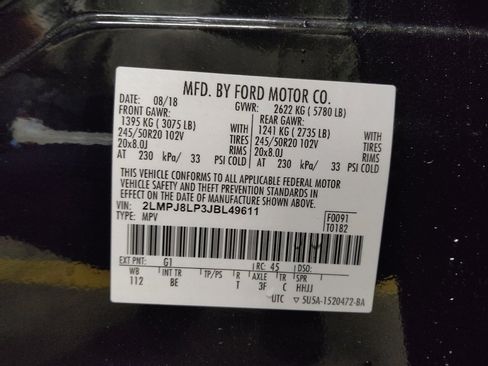 MFD. BY FORD MOTOR CO.
DATE: 08/18 GVWR: 2622 KG ( 5780 LB)
FRONT GAWR: REAR GAWR:
1395 KG ( 3075 LB) WITH 1241 KG ( 2735 LB) WITH
245/50R20 102V TIRES 245/50R20 102V TIRES
20x8.0J RIMS 20x8.0J RIMS
AT 230 kPa/ 33 PSI COLD AT 230 kPa/ 33 PSI COLD
THIS VEHICLE CONFORMS TO ALL APPLICABLE FEDERAL MOTOR
VEHICLE SAFETY AND THEFT PREVENTION STANDARDS IN
EFFECT ON THE DATE OF MANUFACTURE SHOWN ABOVE.
VIN: 2LMPJ8LP3JBL49611 F0091
TYPE: MPV T0182
EXT PNT: G1 RC: 45 DSO:
WB INT TR TP/PS R AXLE TR SPR
112 BE T 3F C HHJJ
UTC ▽ 5U5A-1520472-BA